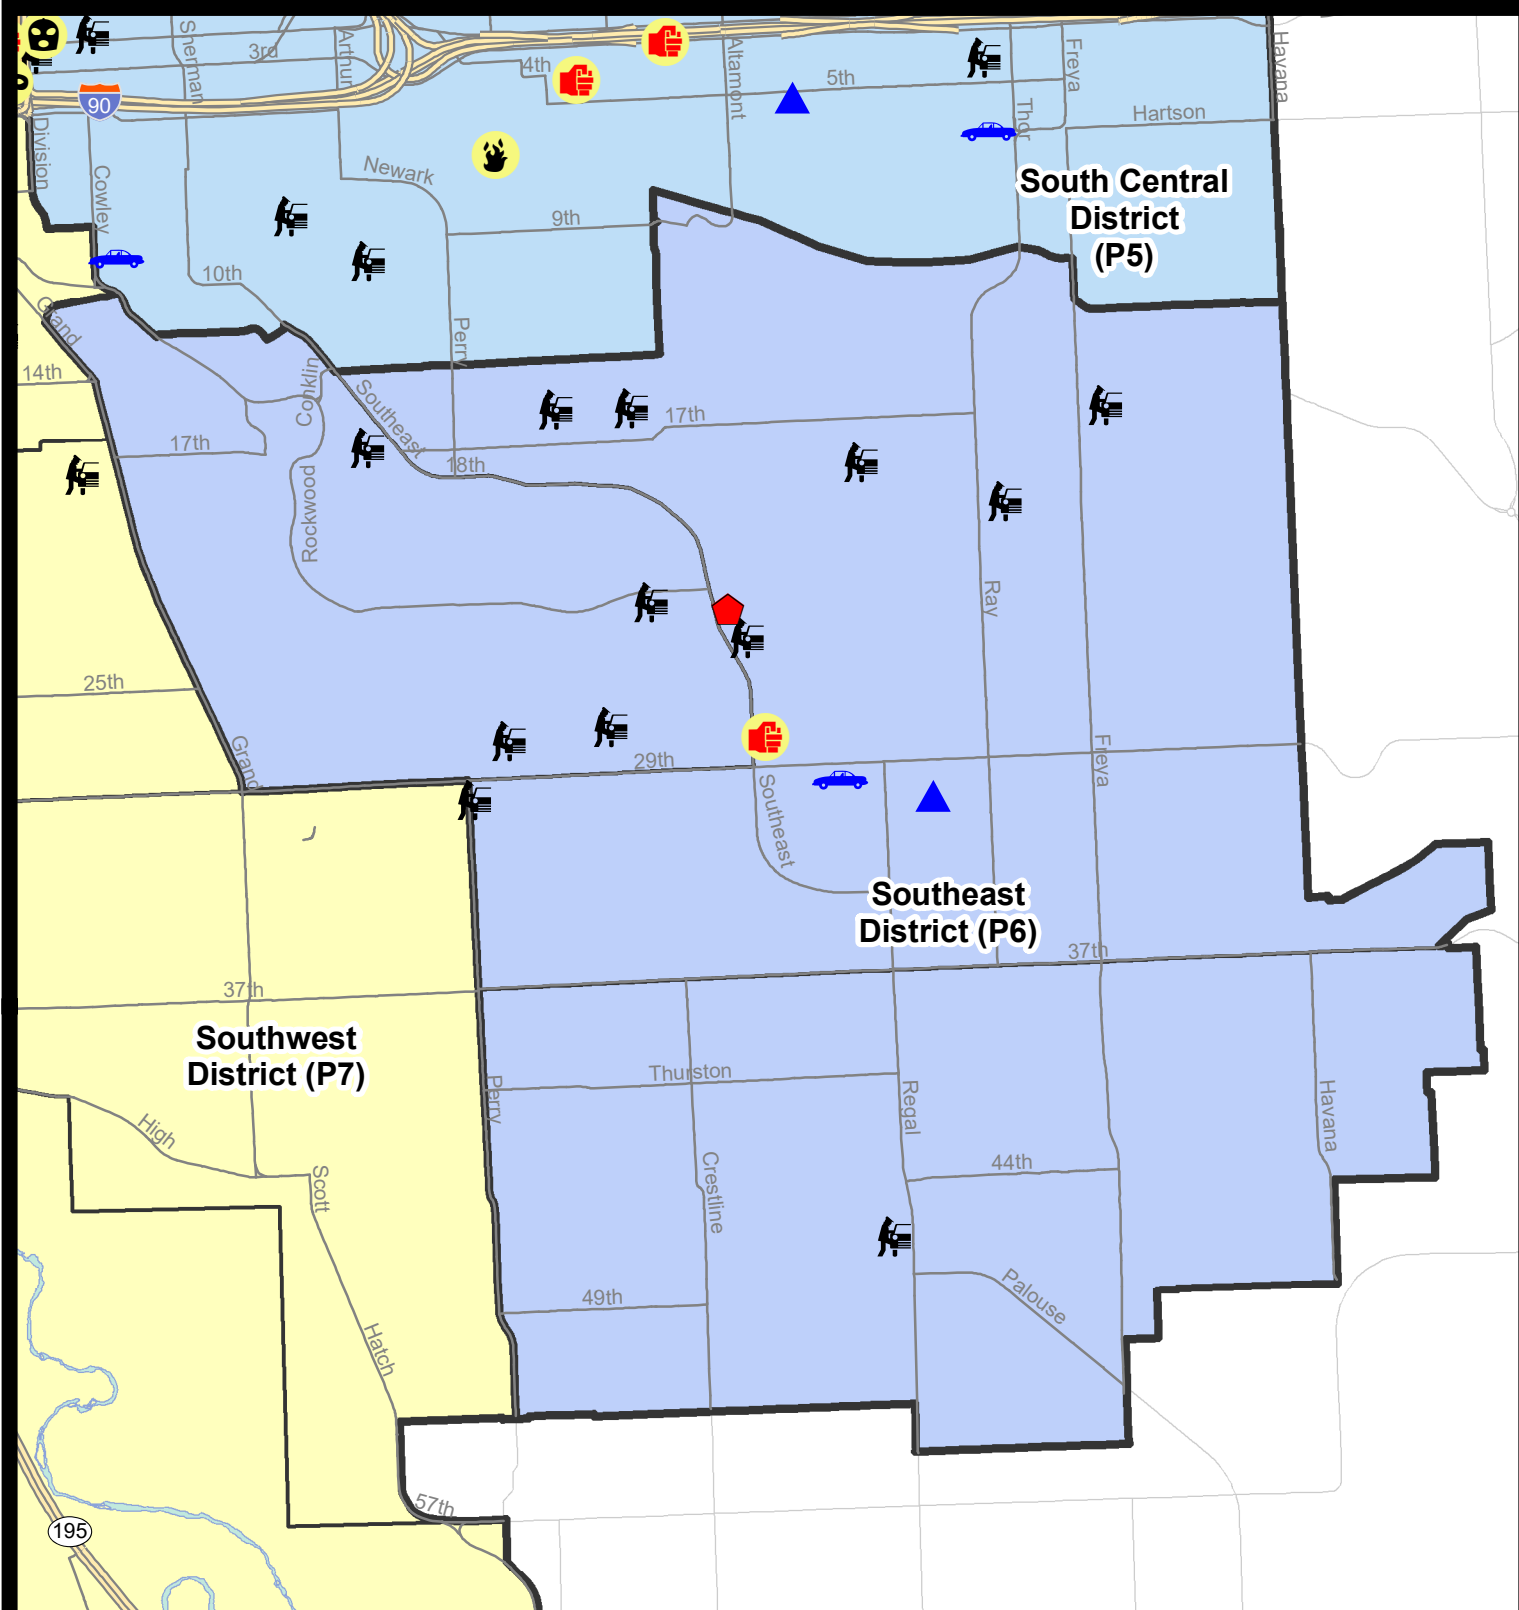 Sherman
3rd
Arthur
4th
Altamont
5th
Freya
Havana
90
Division
Thor
Hartson
Cowley
Newark
South Central
District
(P5)
9th
10th
Grand
Perry
14th
Conklin
Southeast
17th
17th
18th
Rockwood
Ray
25th
Grand
29th
Freya
Southeast
Southeast
District (P6)
37th
37th
Southwest
District (P7)
Thurston
Perry
Regal
Havana
High
44th
Scott
Crestline
49th
Palouse
Hatch
57th
195